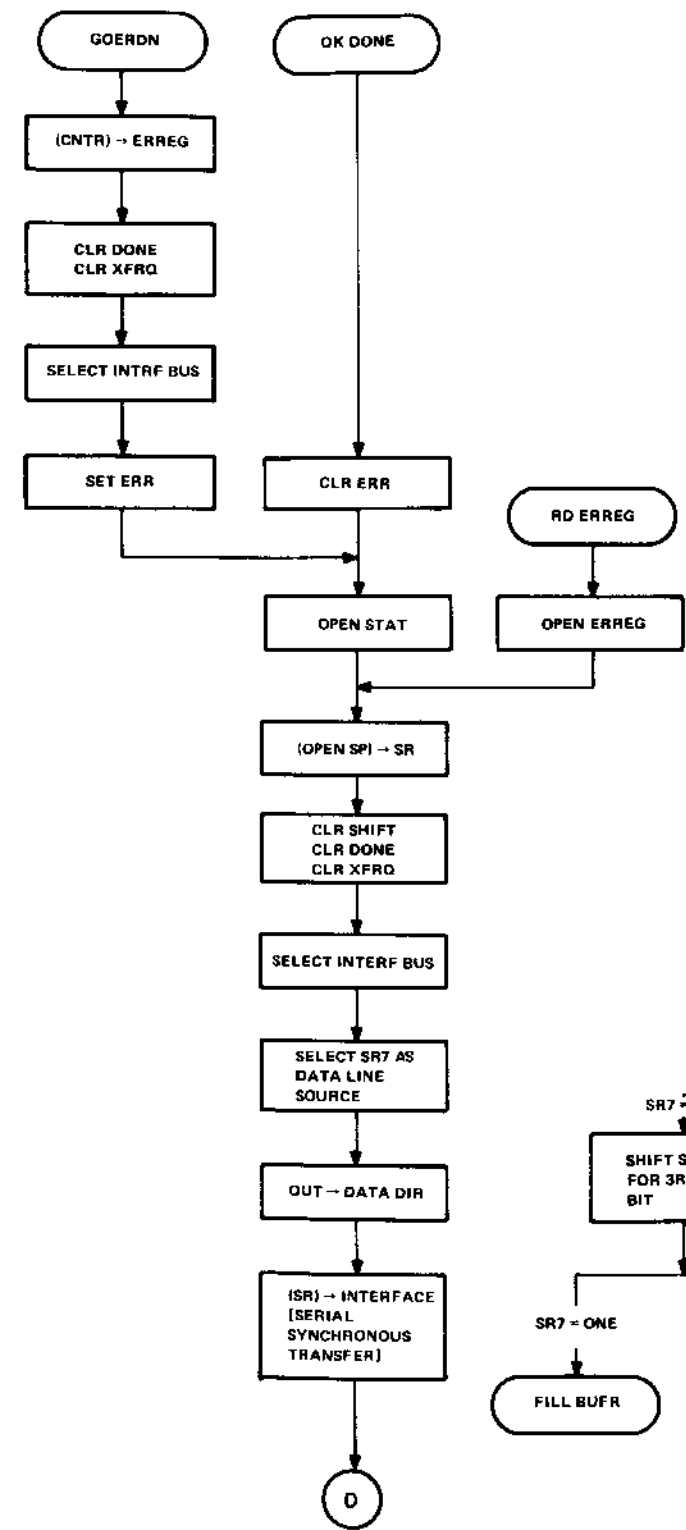 GOERDN
OK DONE
(CNTR) → ERREG
CLR DONE
CLR XFRQ
SELECT INTRF BUS
SET ERR
CLR ERR
RD ERREG
OPEN STAT
OPEN ERREG
(OPEN SP) → SR
CLR SHIFT
CLR DONE
CLR XFRQ
SELECT INTERF BUS
SELECT SR7 AS
DATA LINE
SOURCE
OUT → DATA DIR
(SR) → INTERFACE
[SERIAL
SYNCHRONOUS
TRANSFER]
D
SR7 =
SHIFT S
FOR 3R
BIT
SR7 = ONE
FILL BUFR